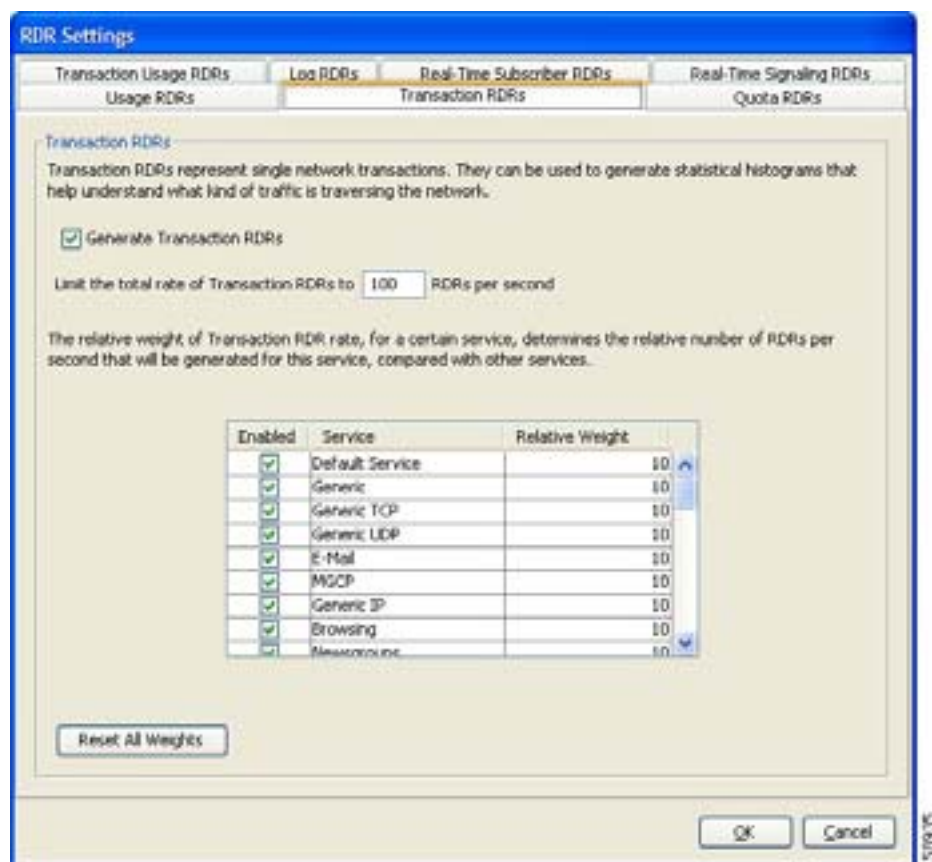 RDR Settings
Transaction Usage RDRs Log RDRs Real-Time Subscriber RDRs Real-Time Signaling RDRs
Usage RDRs Transaction RDRs Quota RDRs
Transaction RDRs
Transaction RDRs represent single network transactions. They can be used to generate statistical histograms that
help understand what kind of traffic is traversing the network.
Generate Transaction RDRs
Limit the total rate of Transaction RDRs to 100 RDRs per second
The relative weight of Transaction RDR rate, for a certain service, determines the relative number of RDRs per
second that will be generated for this service, compared with other services.
Enabled Service Relative Weight
Default Service 10
Generic 10
Generic TCP 10
Generic UDP 10
E-Mail 10
MGCP 10
Generic IP 10
Browsing 10
Newsgroups 10
Reset All Weights
OK Cancel